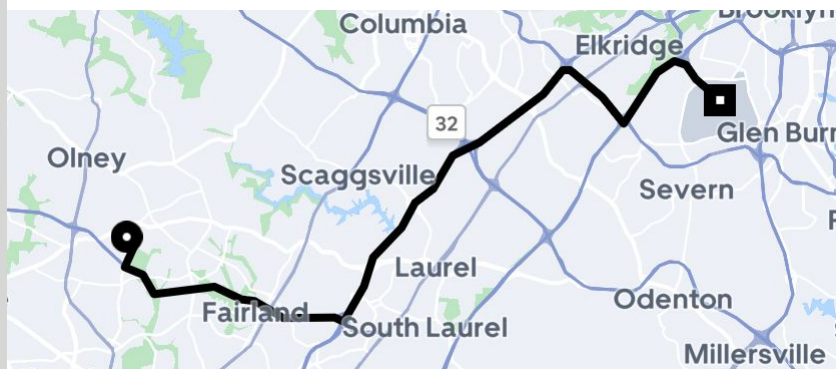 Columbia
Elkridge
32
Glen Burn
Olney
Scaggsville
Severn
Laurel
Odenton
Fairland
South Laurel
Millersville